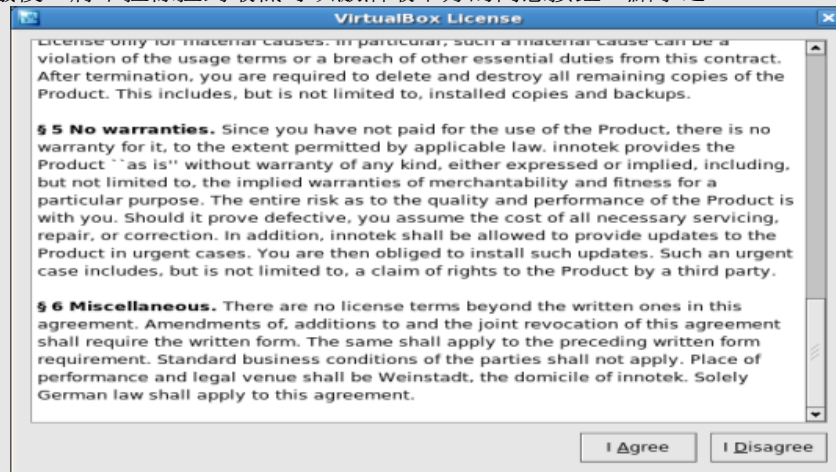 VirtualBox License
License only for material causes. In particular, such a material cause can be a
violation of the usage terms or a breach of other essential duties from this contract.
After termination, you are required to delete and destroy all remaining copies of the
Product. This includes, but is not limited to, installed copies and backups.
§ 5 No warranties. Since you have not paid for the use of the Product, there is no
warranty for it, to the extent permitted by applicable law. innotek provides the
Product ``as is'' without warranty of any kind, either expressed or implied, including,
but not limited to, the implied warranties of merchantability and fitness for a
particular purpose. The entire risk as to the quality and performance of the Product is
with you. Should it prove defective, you assume the cost of all necessary servicing,
repair, or correction. In addition, innotek shall be allowed to provide updates to the
Product in urgent cases. You are then obliged to install such updates. Such an urgent
case includes, but is not limited to, a claim of rights to the Product by a third party.
§ 6 Miscellaneous. There are no license terms beyond the written ones in this
agreement. Amendments of, additions to and the joint revocation of this agreement
shall require the written form. The same shall apply to the preceding written form
requirement. Standard business conditions of the parties shall not apply. Place of
performance and legal venue shall be Weinstadt, the domicile of innotek. Solely
German law shall apply to this agreement.
I Agree I Disagree